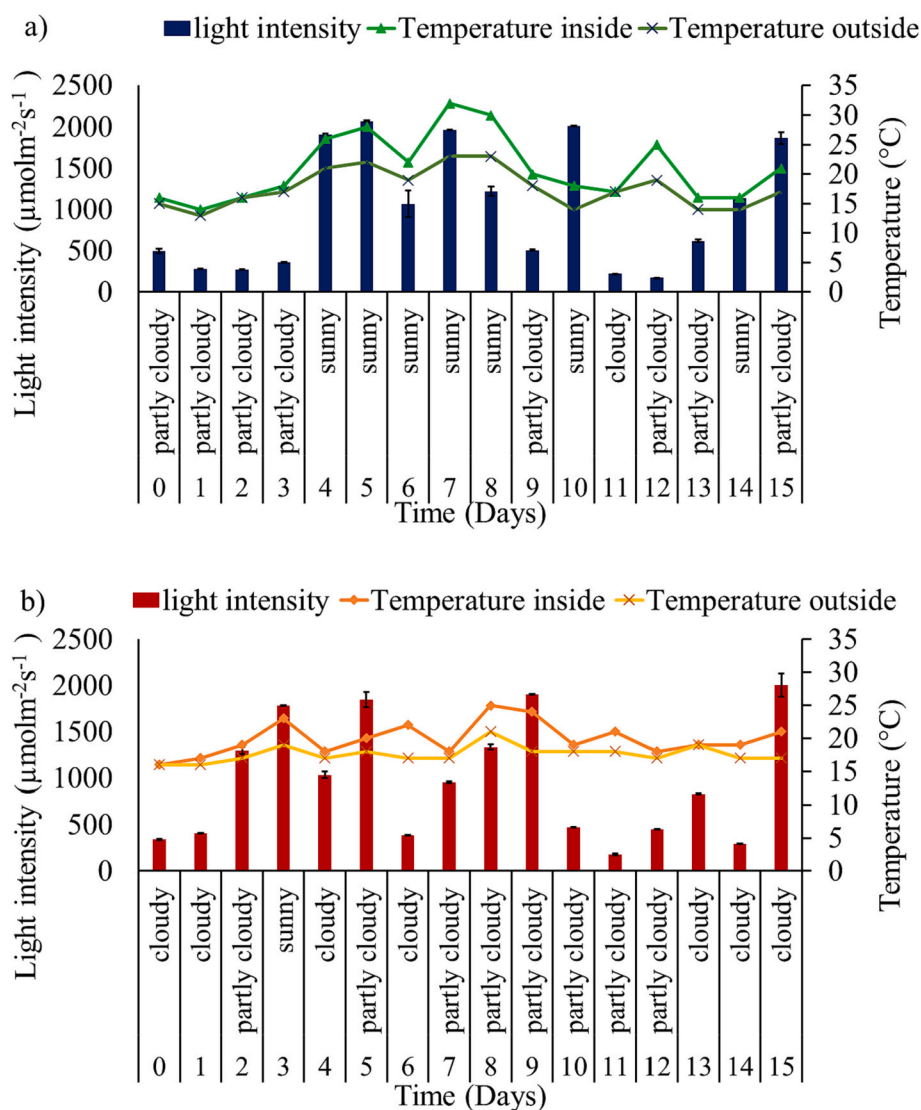 a)
light intensity Temperature inside Temperature outside
Light intensity (µmolm⁻²s⁻¹ )
2500
2000
1500
1000
500
0
35
30
25
20
15
10
5
0
Temperature (°C)
partly cloudy
partly cloudy
partly cloudy
partly cloudy
sunny
sunny
sunny
sunny
sunny
partly cloudy
sunny
cloudy
partly cloudy
partly cloudy
sunny
partly cloudy
0 1 2 3 4 5 6 7 8 9 10 11 12 13 14 15
Time (Days)
b)
light intensity Temperature inside Temperature outside
Light intensity (µmolm⁻²s⁻¹ )
2500
2000
1500
1000
500
0
35
30
25
20
15
10
5
0
Temperature (°C)
cloudy
cloudy
partly cloudy
sunny
cloudy
partly cloudy
cloudy
partly cloudy
partly cloudy
partly cloudy
partly cloudy
partly cloudy
partly cloudy
cloudy
cloudy
cloudy
0 1 2 3 4 5 6 7 8 9 10 11 12 13 14 15
Time (Days)